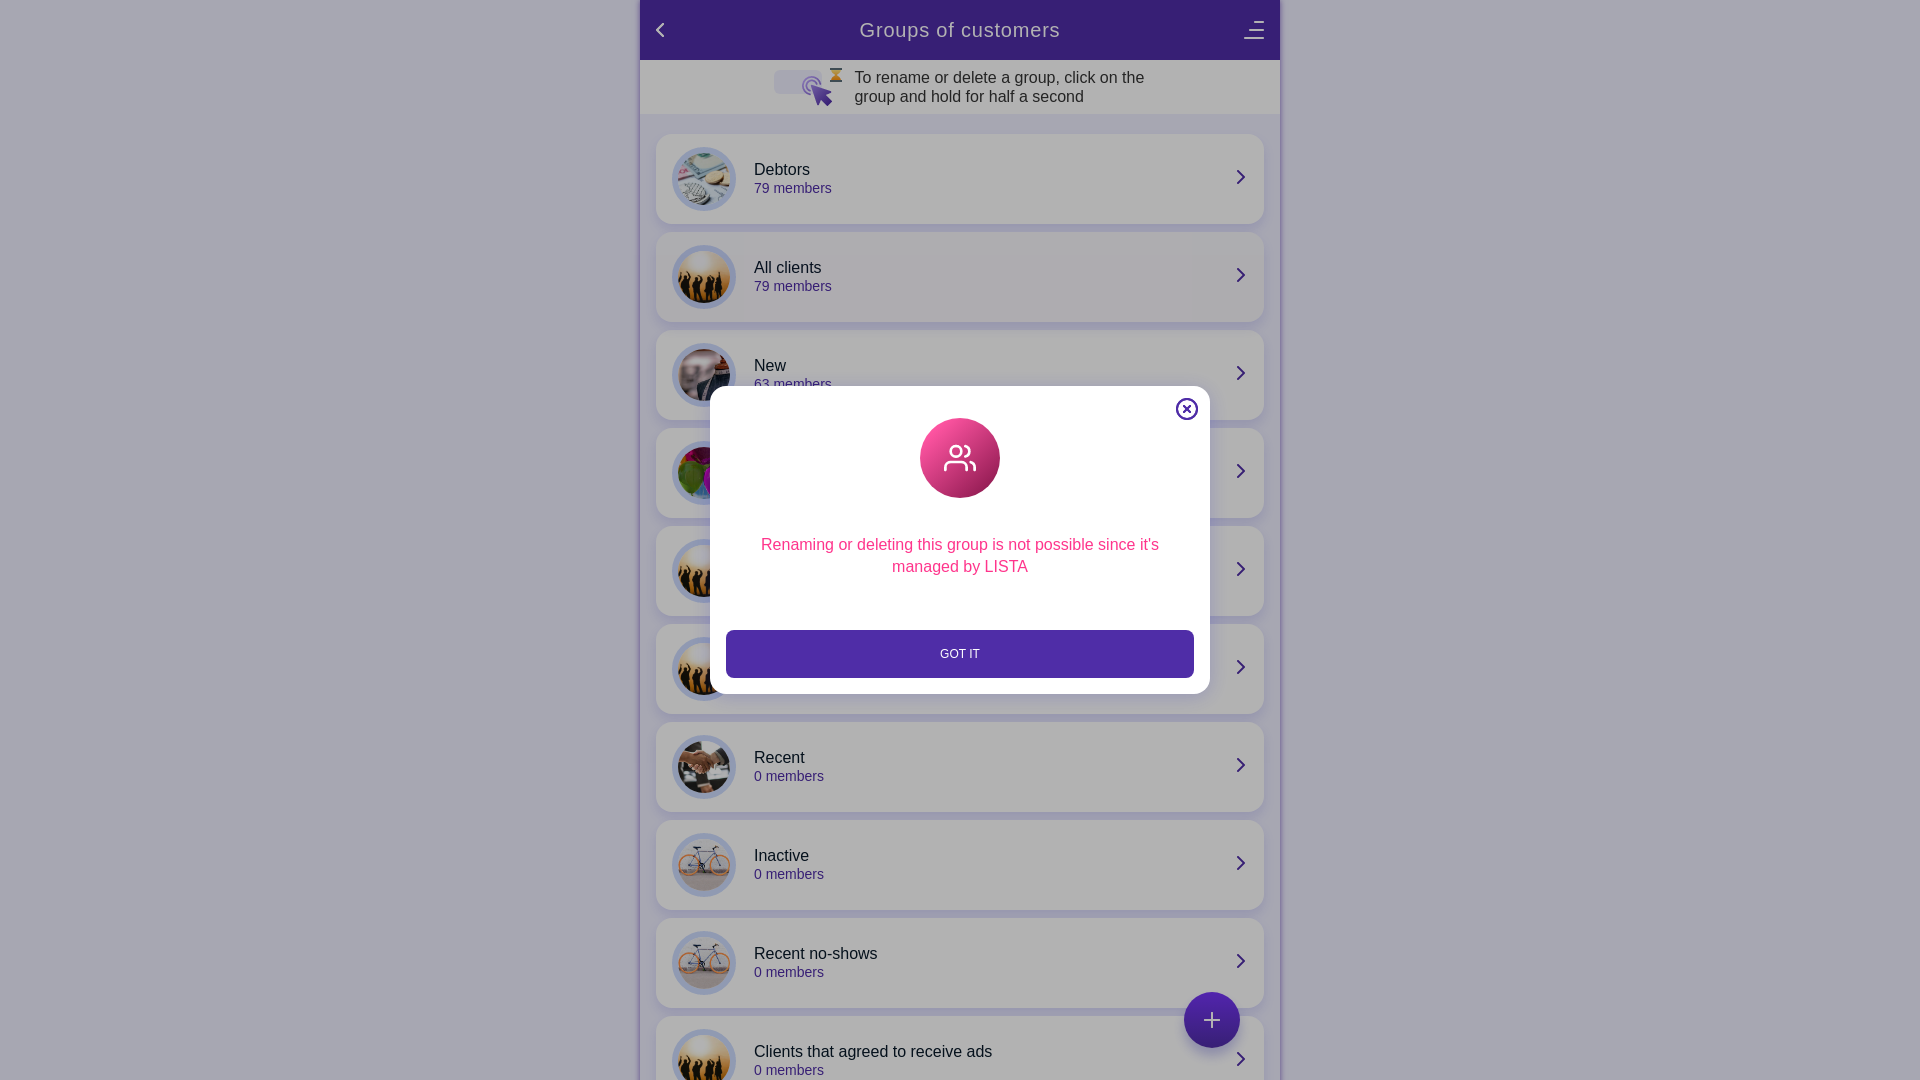 Groups of customers
To rename or delete a group, click on the
group and hold for half a second
Debtors
79 members
All clients
79 members
New
63 members
Renaming or deleting this group is not possible since it's
managed by LISTA
GOT IT
Recent
0 members
Inactive
0 members
Recent no-shows
0 members
Clients that agreed to receive ads
0 members